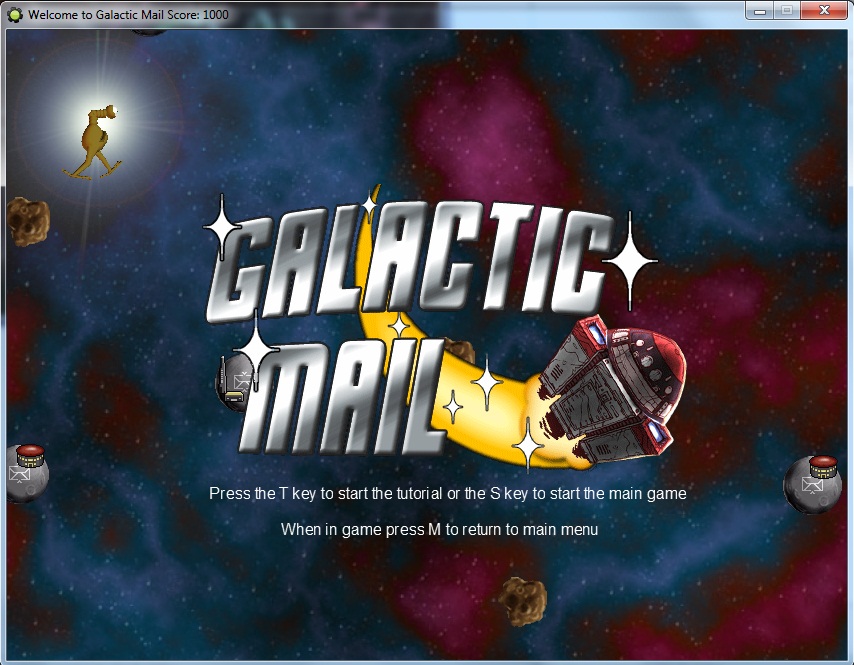 Welcome to Galactic Mail Score: 1000
GALACTIC
MAIL
Press the T key to start the tutorial or the S key to start the main game
When in game press M to return to main menu